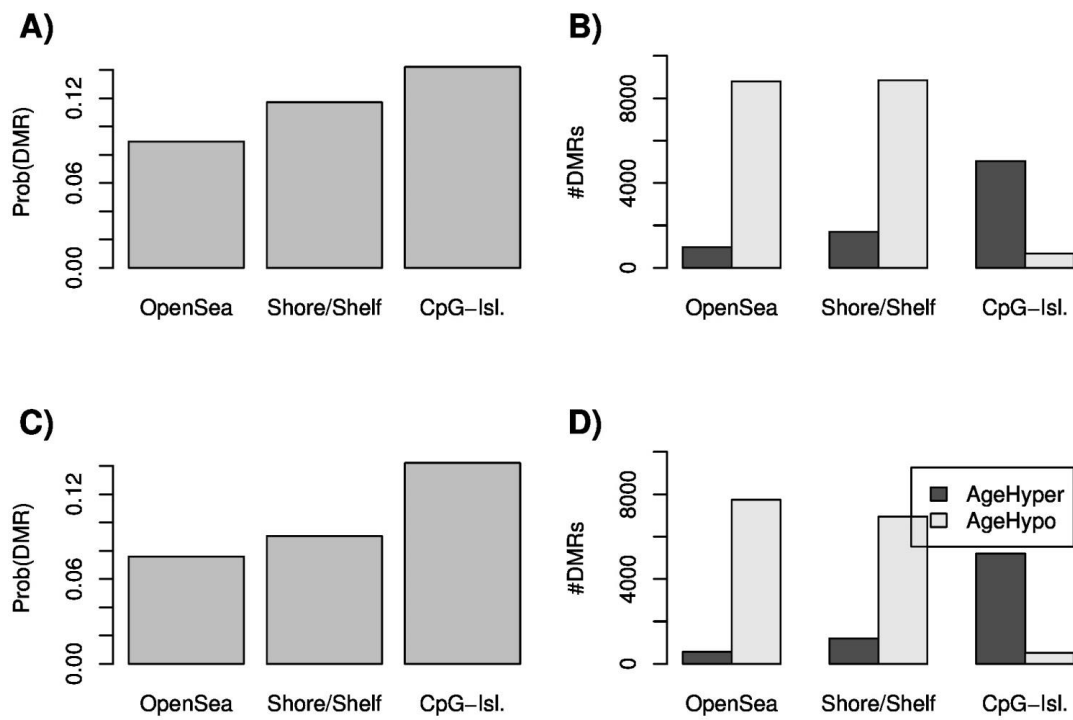 A)
Prob(DMR)
0.12
0.06
0.00
OpenSea Shore/Shelf CpG–Isl.
B)
#DMRs
8000
4000
0
OpenSea Shore/Shelf CpG–Isl.
C)
Prob(DMR)
0.12
0.06
0.00
OpenSea Shore/Shelf CpG–Isl.
D)
#DMRs
8000
4000
0
AgeHyper
AgeHypo
OpenSea Shore/Shelf CpG–Isl.